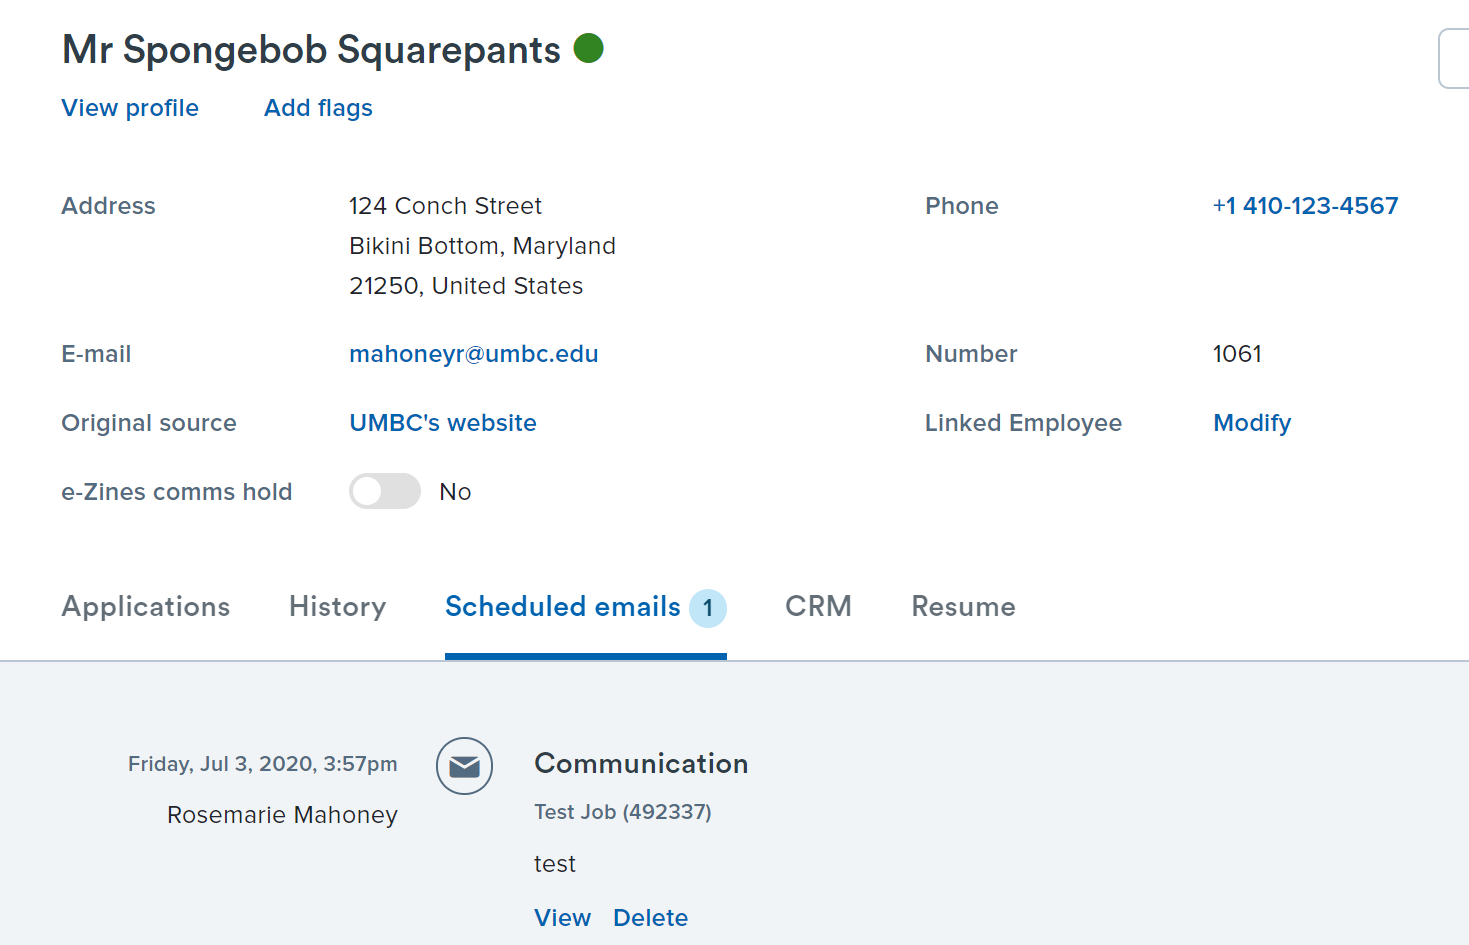 Mr Spongebob Squarepants
View profile Add flags
Address 124 Conch Street Phone +1 410-123-4567
Bikini Bottom, Maryland
21250, United States
E-mail mahoneyr@umbc.edu Number 1061
Original source UMBC's website Linked Employee Modify
e-Zines comms hold No
Applications History Scheduled emails 1 CRM Resume
Friday, Jul 3, 2020, 3:57pm Communication
Test Job (492337)
Rosemarie Mahoney
test
View Delete